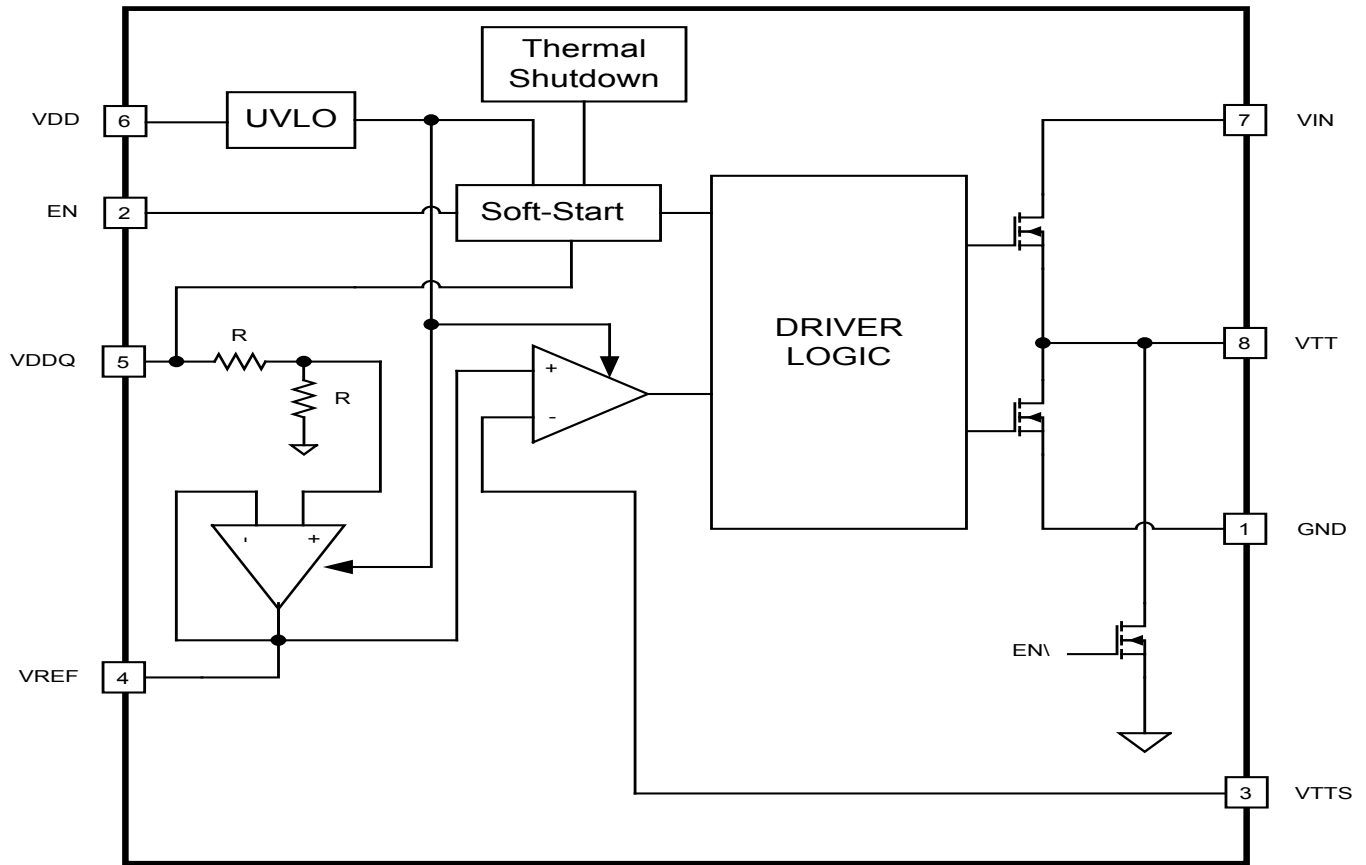 Thermal
Shutdown
VDD
6
UVLO
7
VIN
EN
2
Soft-Start
R
VDDQ
5
R
DRIVER
LOGIC
8
VTT
+
-
- +
1
GND
EN\
VREF
4
3
VTTS